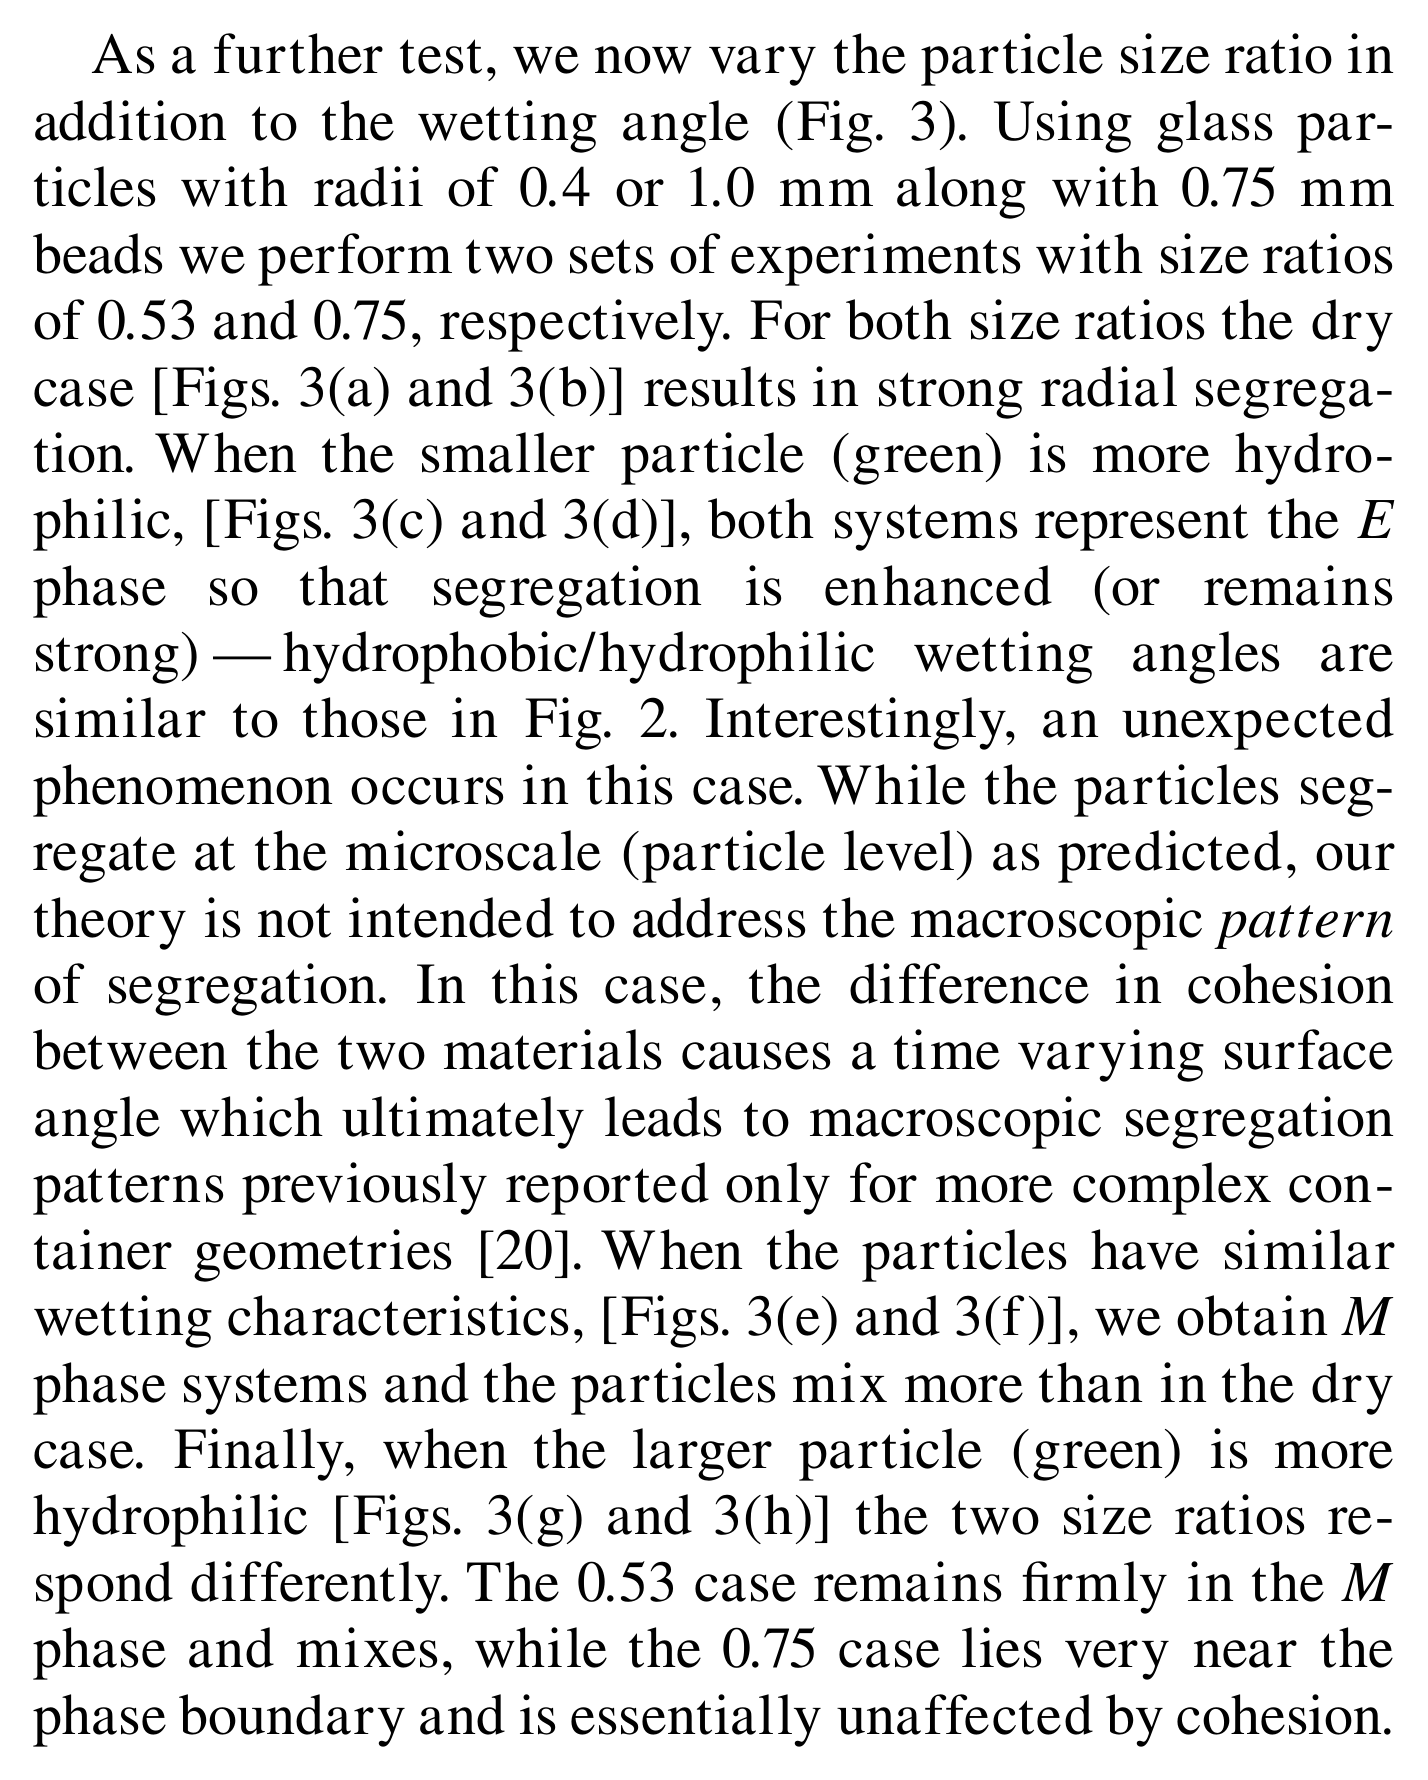 As a further test, we now vary the particle size ratio in
addition to the wetting angle (Fig. 3). Using glass par-
ticles with radii of 0.4 or 1.0 mm along with 0.75 mm
beads we perform two sets of experiments with size ratios
of 0.53 and 0.75, respectively. For both size ratios the dry
case [Figs. 3(a) and 3(b)] results in strong radial segrega-
tion. When the smaller particle (green) is more hydro-
philic, [Figs. 3(c) and 3(d)], both systems represent the E
phase so that segregation is enhanced (or remains
strong) — hydrophobic/hydrophilic wetting angles are
similar to those in Fig. 2. Interestingly, an unexpected
phenomenon occurs in this case. While the particles seg-
regate at the microscale (particle level) as predicted, our
theory is not intended to address the macroscopic pattern
of segregation. In this case, the difference in cohesion
between the two materials causes a time varying surface
angle which ultimately leads to macroscopic segregation
patterns previously reported only for more complex con-
tainer geometries [20]. When the particles have similar
wetting characteristics, [Figs. 3(e) and 3(f)], we obtain M
phase systems and the particles mix more than in the dry
case. Finally, when the larger particle (green) is more
hydrophilic [Figs. 3(g) and 3(h)] the two size ratios re-
spond differently. The 0.53 case remains firmly in the M
phase and mixes, while the 0.75 case lies very near the
phase boundary and is essentially unaffected by cohesion.